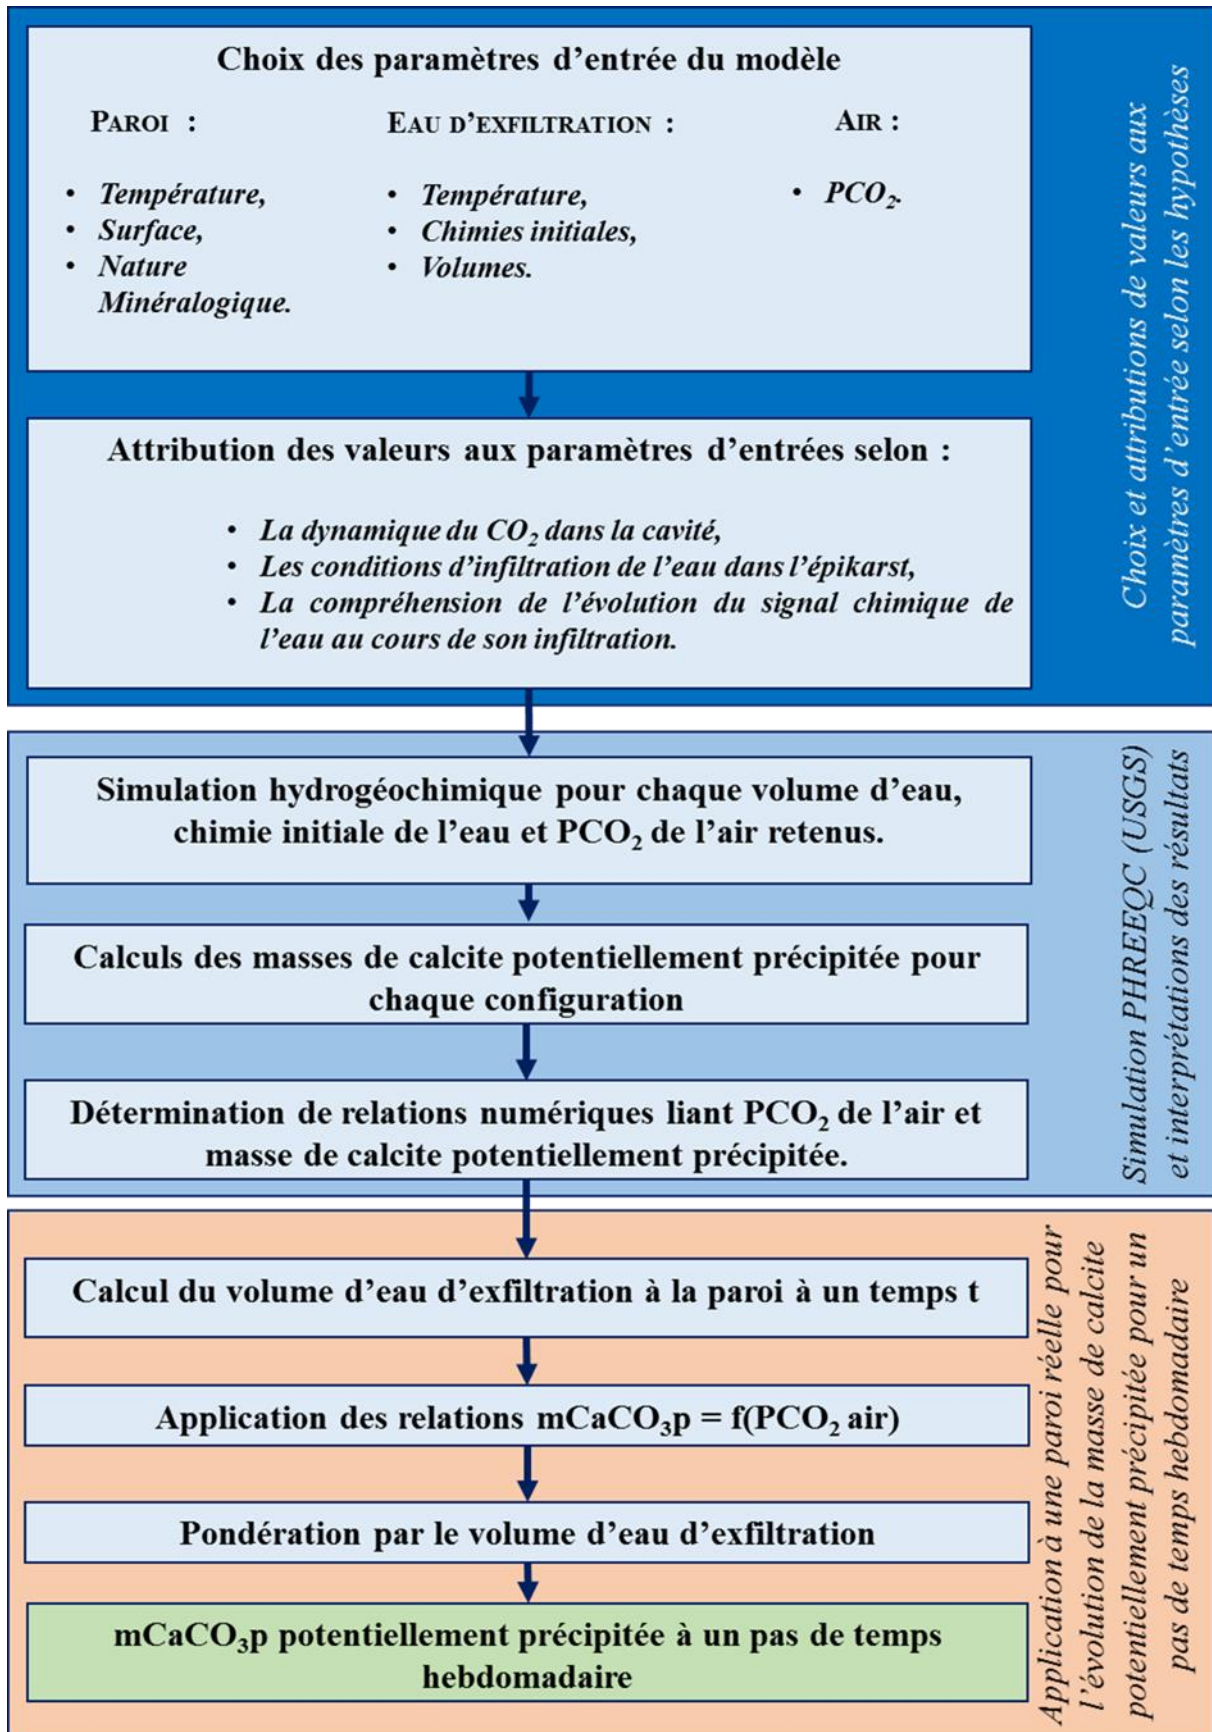 Choix des paramètres d’entrée du modèle
PAROI :
• Température,
• Surface,
• Nature
Minéralogique.
EAU D’EXFILTRATION :
• Température,
• Chimies initiales,
• Volumes.
AIR :
• PCO₂.
Attribution des valeurs aux paramètres d’entrées selon :
• La dynamique du CO₂ dans la cavité,
• Les conditions d’infiltration de l’eau dans l’épikarst,
• La compréhension de l’évolution du signal chimique de
l’eau au cours de son infiltration.
Choix et attributions de valeurs aux
paramètres d’entrée selon les hypothèses
Simulation hydrogéochimique pour chaque volume d’eau,
chimie initiale de l’eau et PCO₂ de l’air retenus.
Calculs des masses de calcite potentiellement précipitée pour
chaque configuration
Détermination de relations numériques liant PCO₂ de l’air et
masse de calcite potentiellement précipitée.
Simulation PHREEQC (USGS)
et interprétations des résultats
Calcul du volume d’eau d’exfiltration à la paroi à un temps t
Application des relations mCaCO₃p = f(PCO₂ air)
Pondération par le volume d’eau d’exfiltration
mCaCO₃p potentiellement précipitée à un pas de temps
hebdomadaire
Application à une paroi réelle pour
l’évolution de la masse de calcite
potentiellement précipitée pour un
pas de temps hebdomadaire